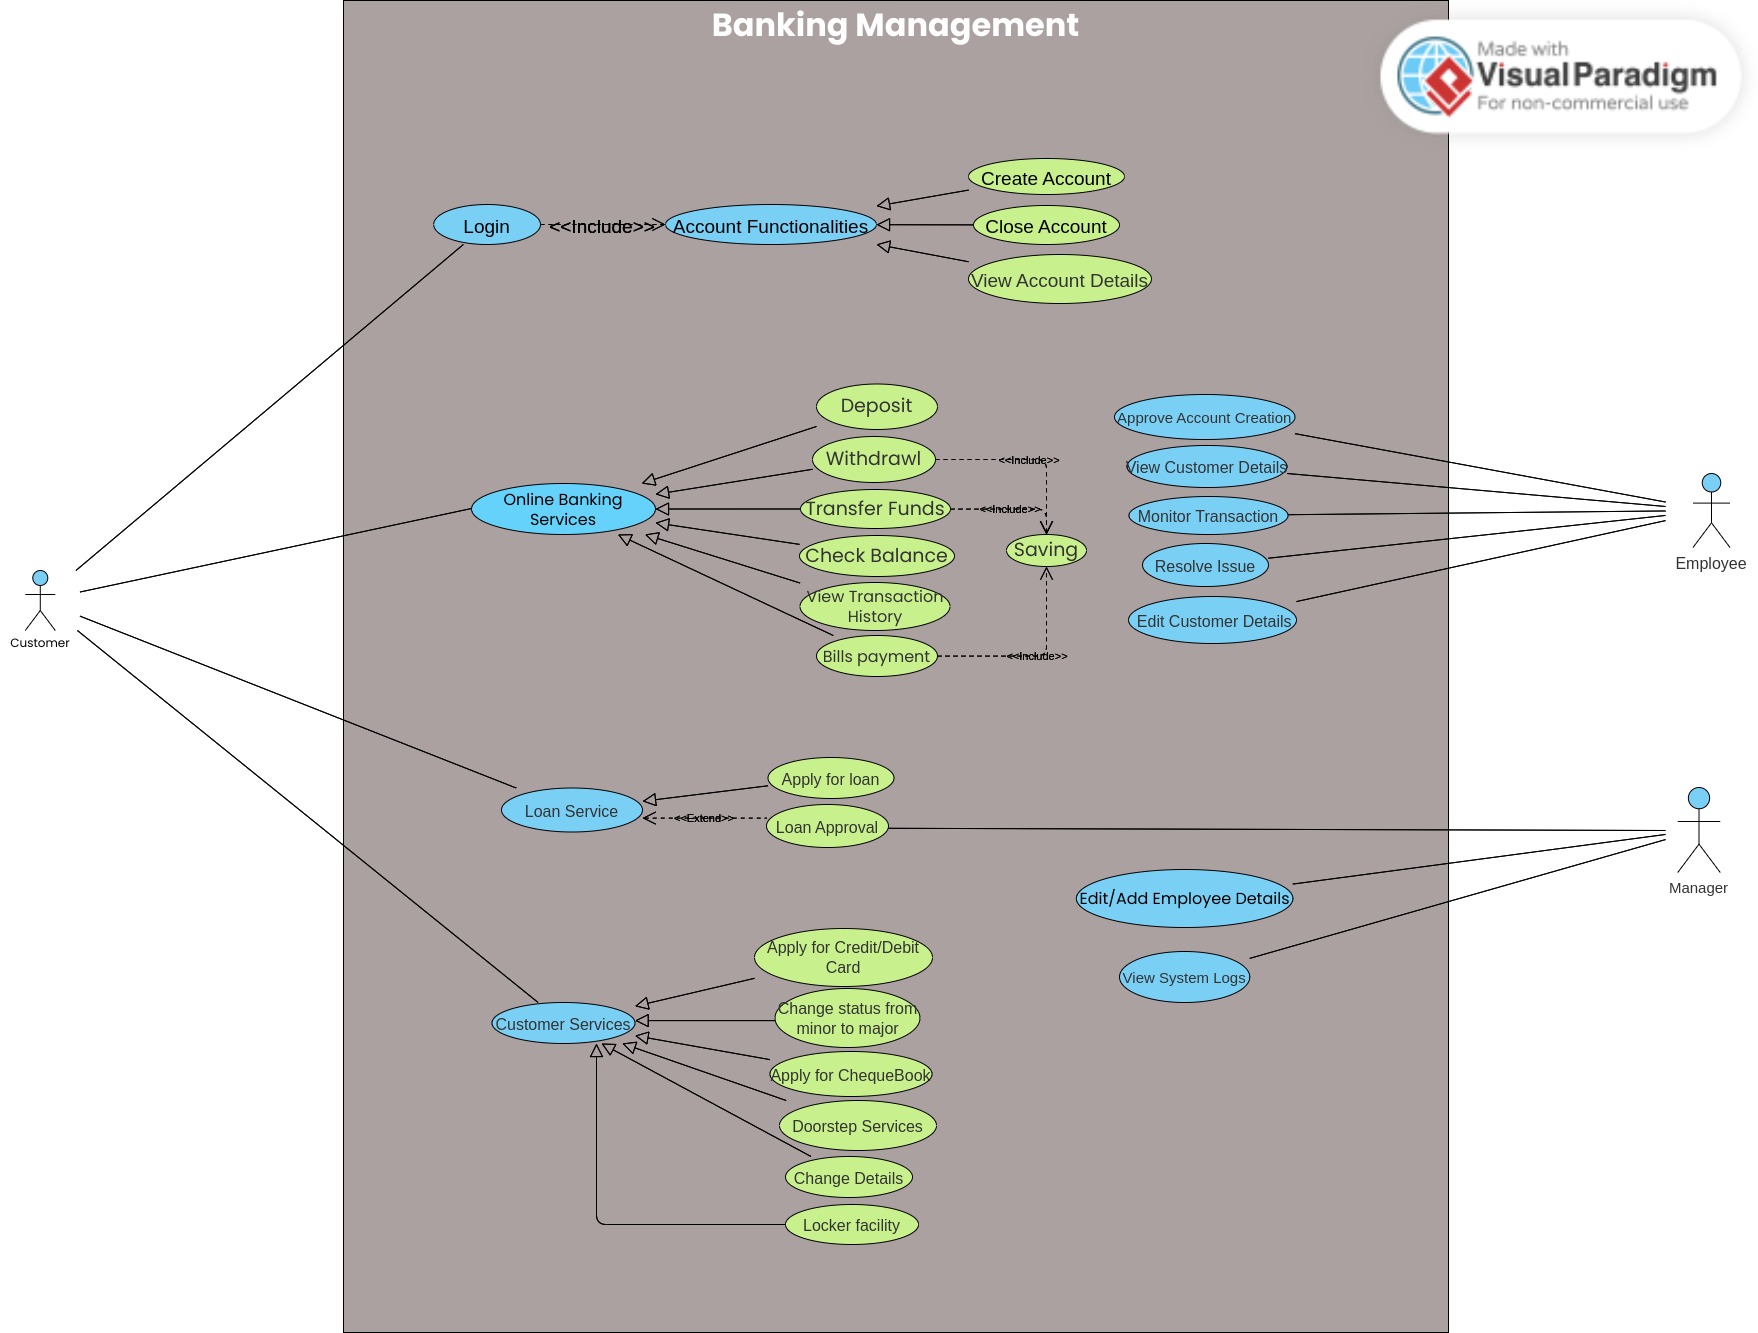 Banking Management
Made with
Visual Paradigm
For non-commercial use
Create Account
Login
<<Include>>
Account Functionalities
Close Account
View Account Details
Deposit
Approve Account Creation
Withdrawl
<<Include>>
View Customer Details
Online Banking
Services
Transfer Funds
<<Include>>
Monitor Transaction
Check Balance
Saving
Resolve Issue
Employee
View Transaction
History
Edit Customer Details
Customer
Bills payment
<<Include>>
Apply for loan
Loan Service
<<Extend>>
Loan Approval
Manager
Edit/Add Employee Details
Apply for Credit/Debit
Card
View System Logs
Change status from
minor to major
Customer Services
Apply for ChequeBook
Doorstep Services
Change Details
Locker facility